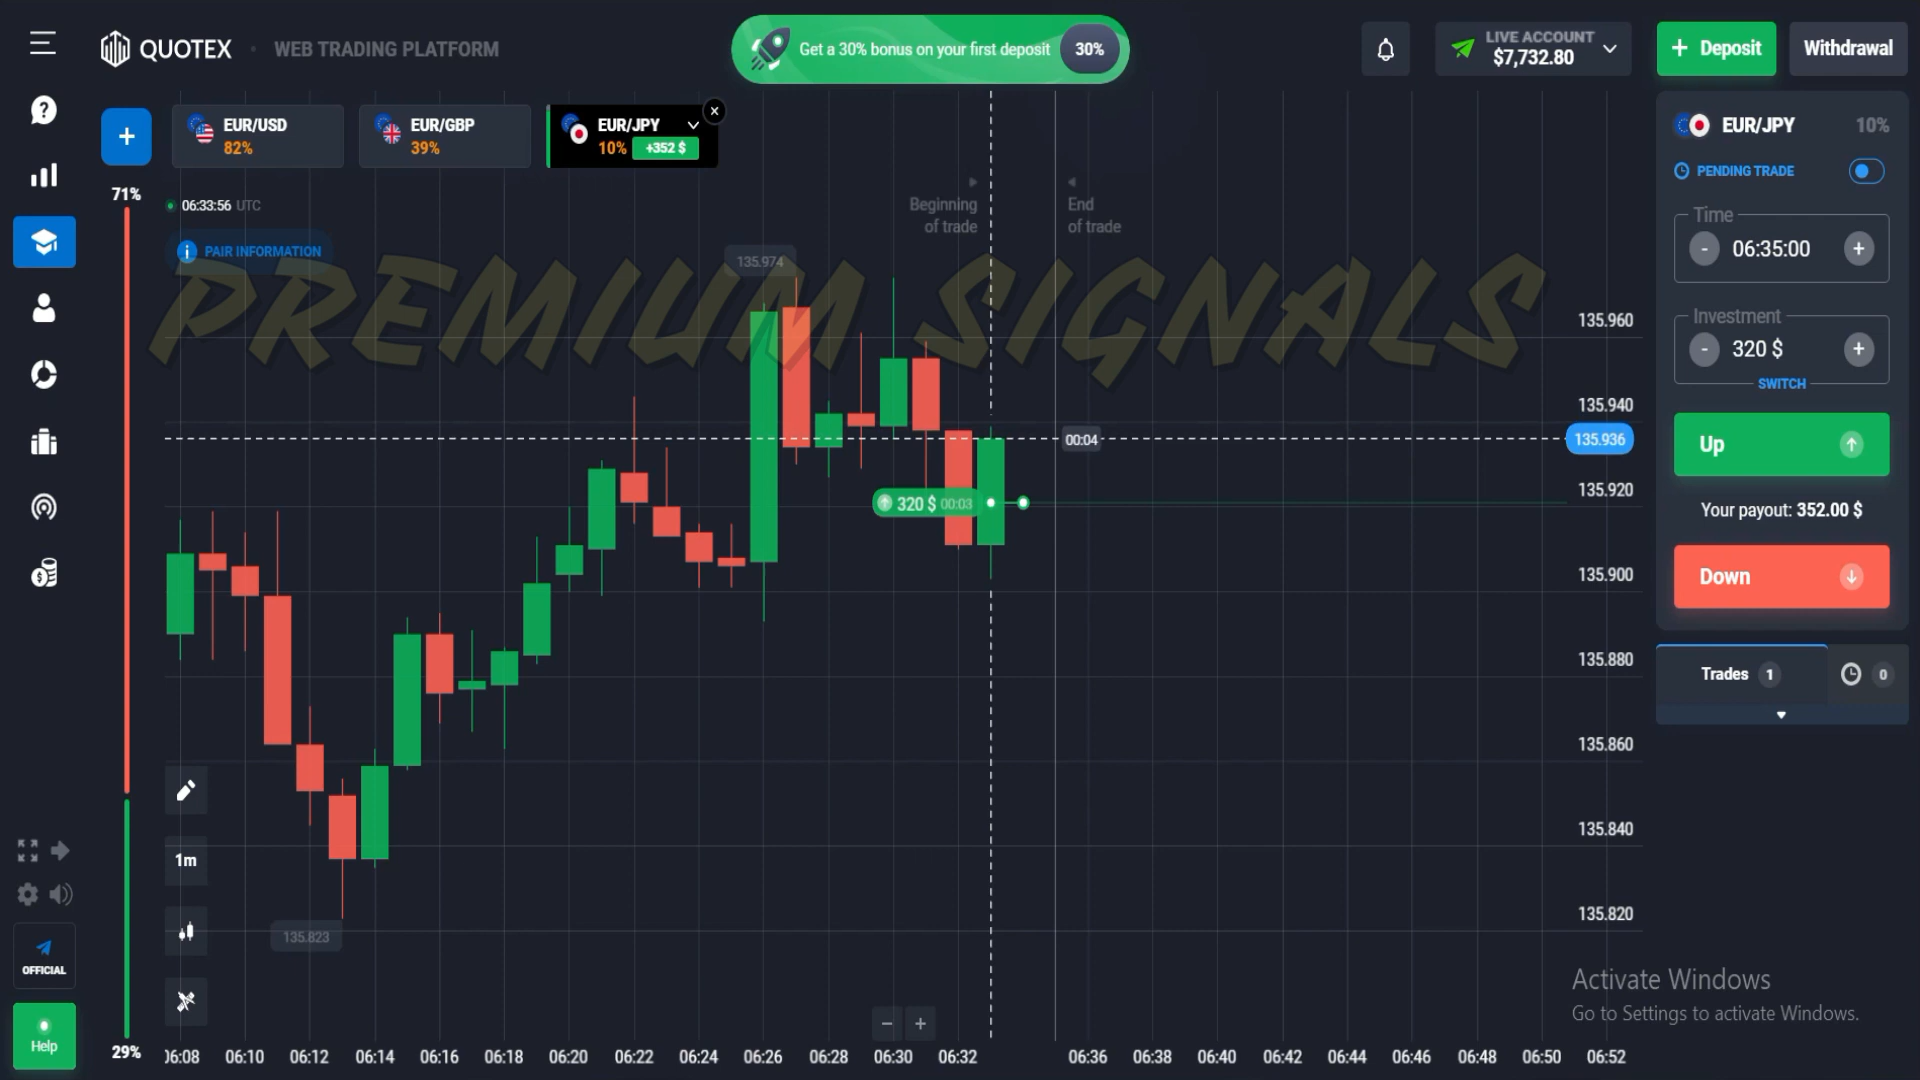 QUOTEX
WEB TRADING PLATFORM
Get a 30% bonus on your first deposit 30%
LIVE ACCOUNT
$7,732.80
+ Deposit
Withdrawal
+
EUR/USD
82%
EUR/GBP
39%
EUR/JPY
10% +352 $
71%
06:33:56 UTC
PAIR INFORMATION
Beginning
of trade
End
of trade
135.974
PREMIUM SIGNALS
320 $ 00:03
00:04
135.823
135.960
135.940
135.936
135.920
135.900
135.880
135.860
135.840
135.820
EUR/JPY 10%
PENDING TRADE
Time
- 06:35:00 +
Investment
- 320 $ +
SWITCH
Up
Your payout: 352.00 $
Down
Trades 1
0
1m
OFFICIAL
Help
29%
− +
06:08 06:10 06:12 06:14 06:16 06:18 06:20 06:22 06:24 06:26 06:28 06:30 06:32 06:36 06:38 06:40 06:42 06:44 06:46 06:48 06:50 06:52
Activate Windows
Go to Settings to activate Windows.